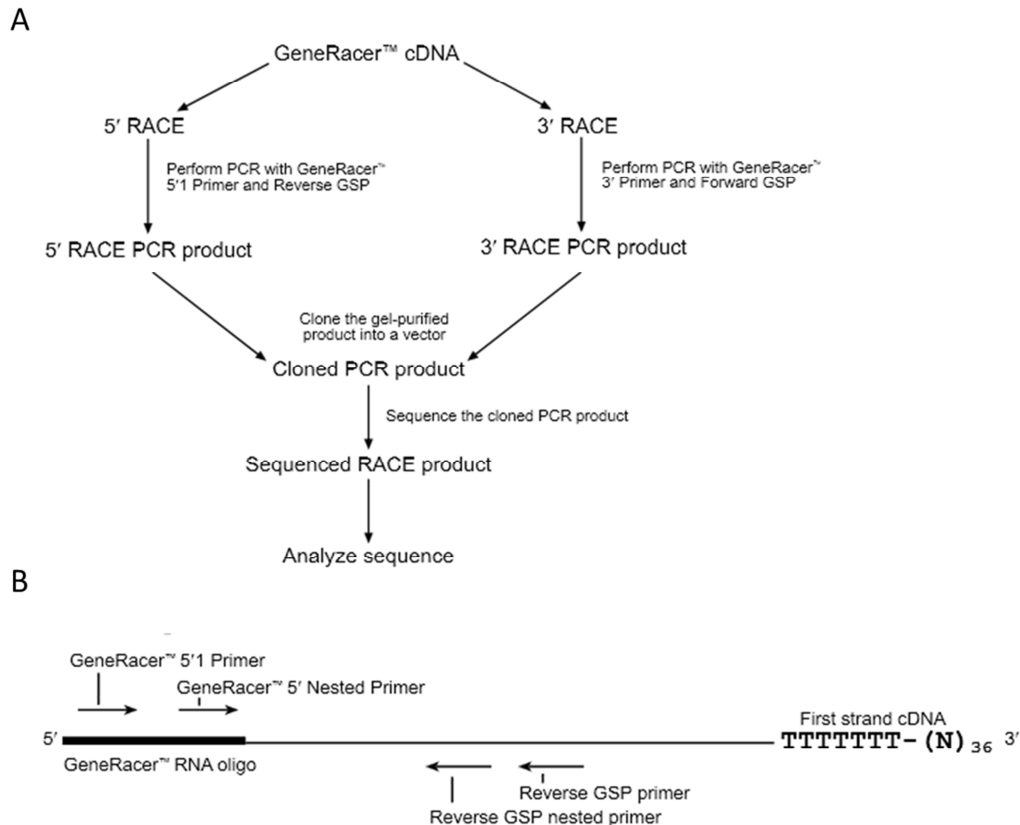 A
GeneRacer™ cDNA
5′ RACE
3′ RACE
Perform PCR with GeneRacer™
5′1 Primer and Reverse GSP
Perform PCR with GeneRacer™
3′ Primer and Forward GSP
5′ RACE PCR product
3′ RACE PCR product
Clone the gel-purified
product into a vector
Cloned PCR product
Sequence the cloned PCR product
Sequenced RACE product
Analyze sequence
B
GeneRacer™ 5′1 Primer
GeneRacer™ 5′ Nested Primer
First strand cDNA
5′
TTTTTTT-(N)36 3′
GeneRacer™ RNA oligo
Reverse GSP primer
Reverse GSP nested primer